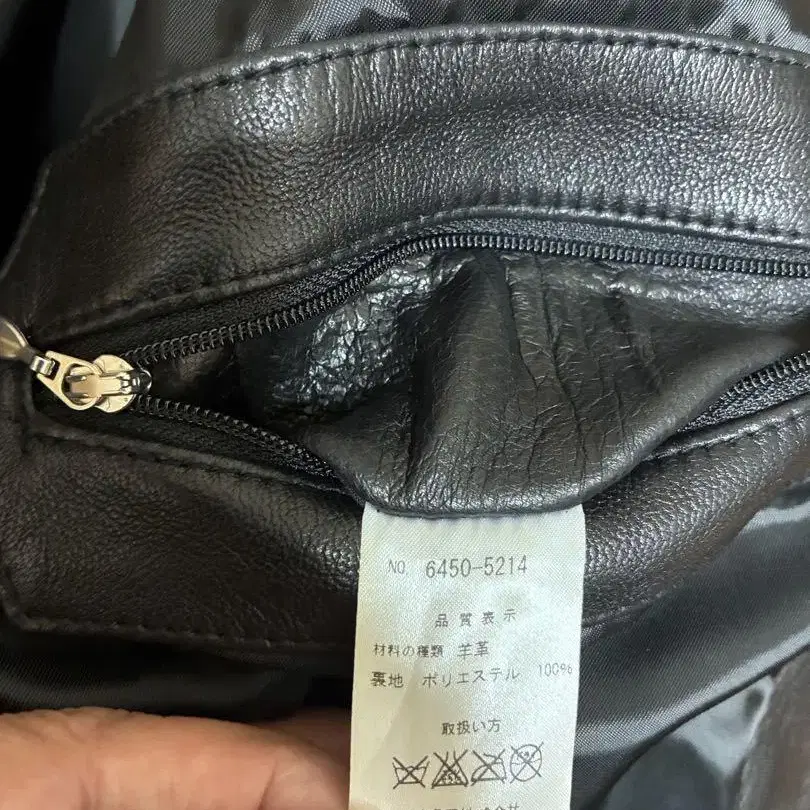 NO. 6450-5214
品質表示
材料の種類 羊革
裏地 ポリエステル 100%
取扱い方